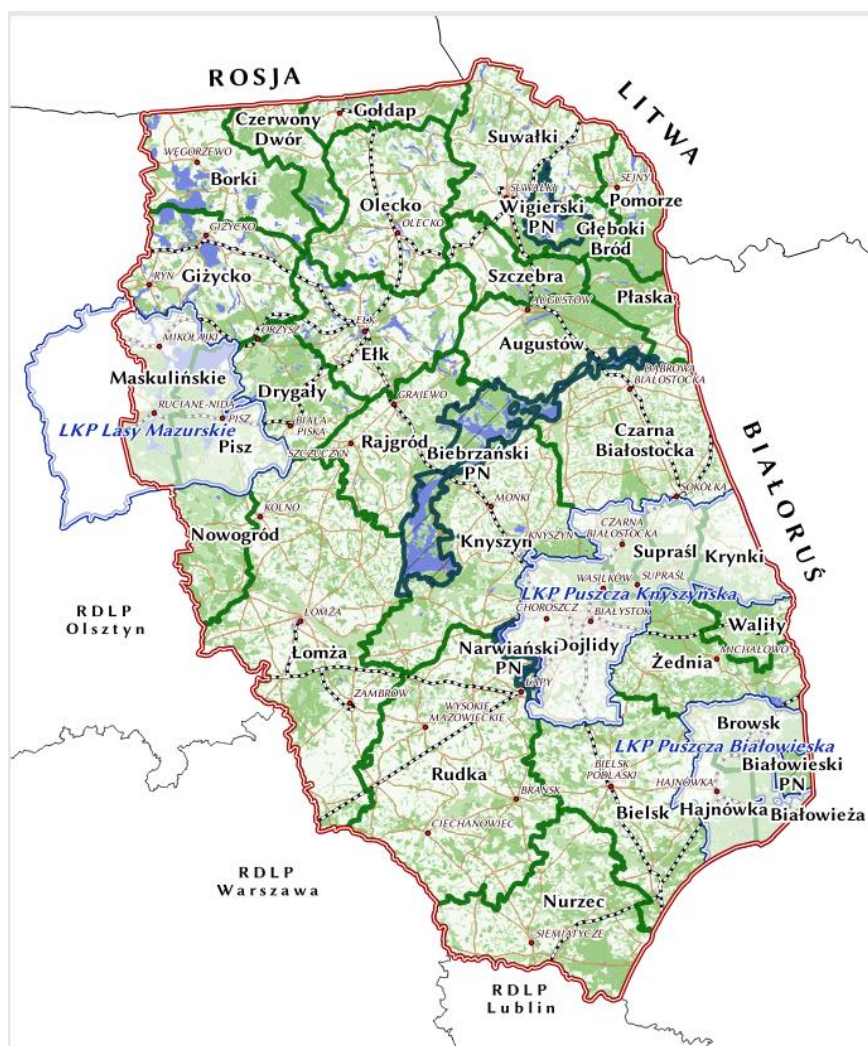 ROSJA
LITWA
Czerwony
Dwór
Gołdap
Suwałki
WĘGORZEWO
Borki
SUWAŁKI
SEJNY
Pomorze
Olecko
OLECKO
Wigierski
PN
Głęboki
Bród
GIŻYCKO
Giżycko
RYN
Szczebra
Płaska
AUGUSTÓW
Augustów
MIKOŁAJKI
ORZYSZ
EŁK
Ełk
Maskulińskie
Drygały
DĄBROWA
BIAŁOSTOCKA
RUCIANE-NIDA
PISZ
LKP Lasy Mazurskie
Pisz
BIAŁA
PISKA
GRAJEWO
Rajgród
SZCZUCZYN
Biebrzański
PN
Czarna
Białostocka
BIAŁORUŚ
SOKÓŁKA
KOLNO
Nowogród
MOŃKI
Knyszyn
KNYSZYN
CZARNA
BIAŁOSTOCKA
Supraśl
Krynki
WASILKÓW
SUPRAŚL
LKP Puszcza Knyszyńska
CHOROSZCZ
BIAŁYSTOK
RDLP
Olsztyn
ŁOMŻA
Łomża
Narwiański
PN
Dojlidy
Waliły
MICHAŁOWO
Żednia
ŁAPY
ZAMBRÓW
WYSOKIE
MAZOWIECKIE
Browsk
LKP Puszcza Białowieska
Białowieski
PN
Rudka
BIELSK
PODLASKI
HAJNÓWKA
BRAŃSK
Bielsk
Hajnówka
Białowieża
CIECHANOWIEC
RDLP
Warszawa
Nurzec
SIEMIATYCZE
RDLP
Lublin